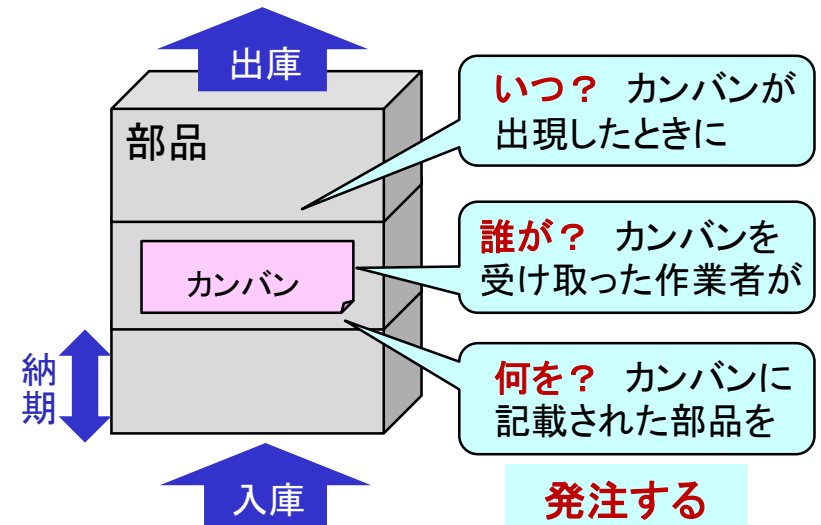 出庫
部品
いつ？ カンバンが
出現したときに
誰が？ カンバンを
受け取った作業者が
カンバン
納期
何を？ カンバンに
記載された部品を
入庫
発注する